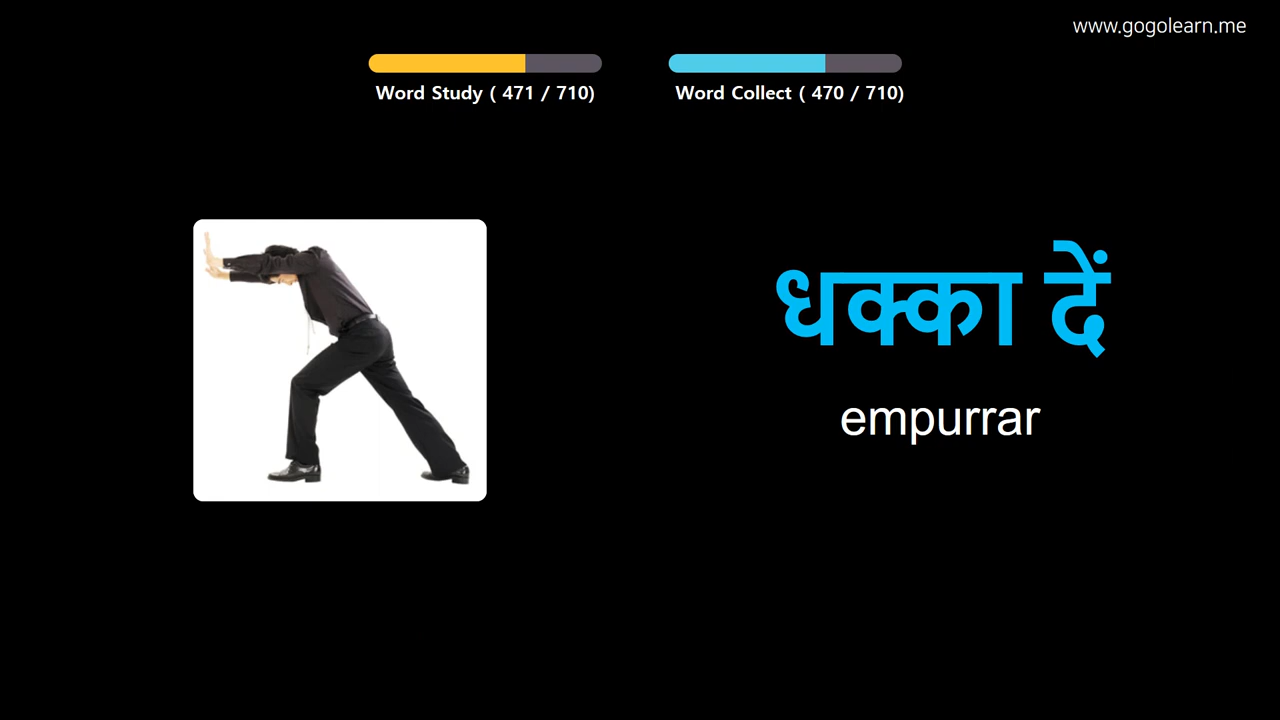 www.gogolearn.me
Word Study ( 471 / 710)
Word Collect ( 470 / 710)
धक्का दें
empurrar